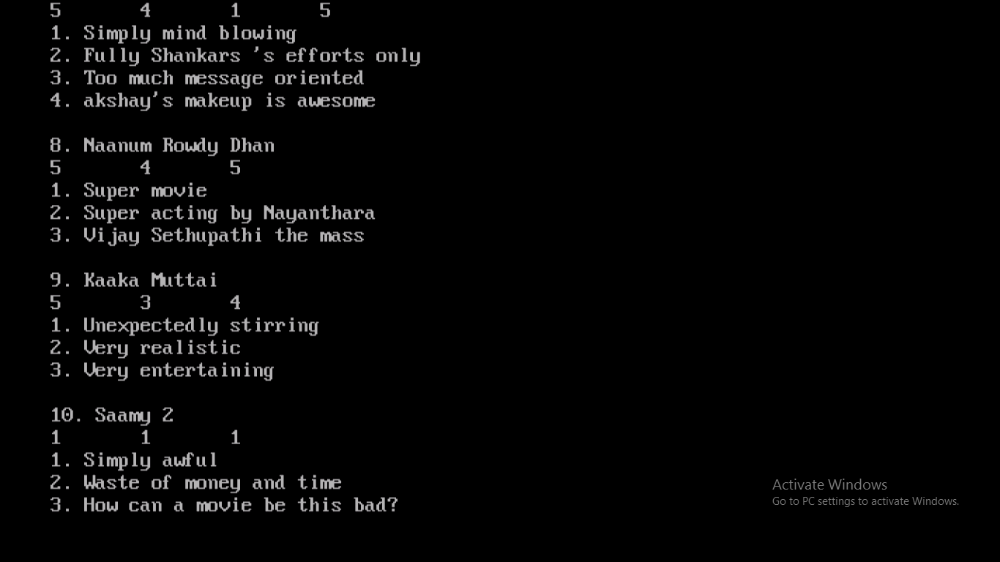 5 4 1 5
1. Simply mind blowing
2. Fully Shankars 's efforts only
3. Too much message oriented
4. akshay's makeup is awesome
8. Naanum Rowdy Dhan
5 4 5
1. Super movie
2. Super acting by Nayanthara
3. Vijay Sethupathi the mass
9. Kaaka Muttai
5 3 4
1. Unexpectedly stirring
2. Very realistic
3. Very entertaining
10. Saamy 2
1 1 1
1. Simply awful
2. Waste of money and time
3. How can a movie be this bad?
Activate Windows
Go to PC settings to activate Windows.